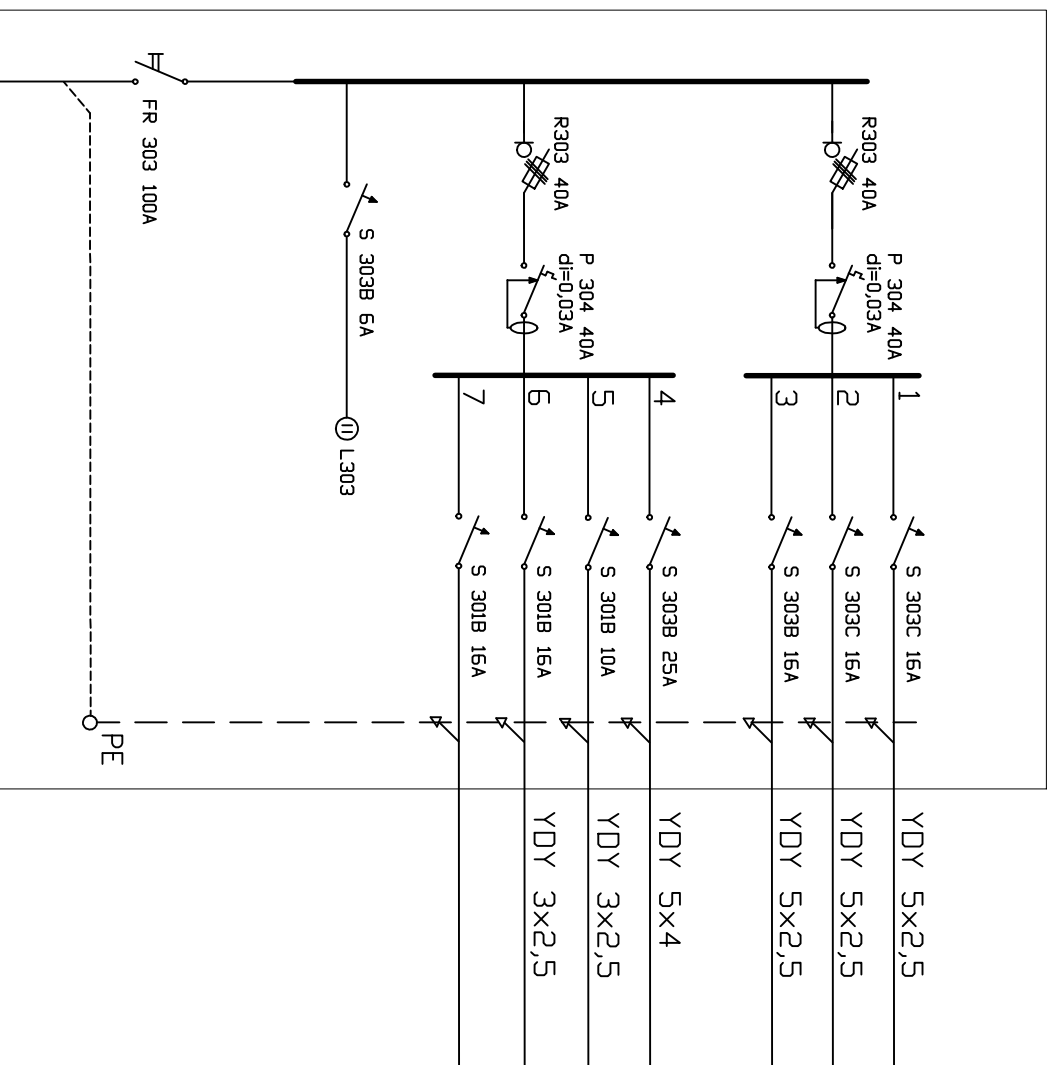 FR 303 100A
S 303B 6A
L303
R303 40A
P 304 40A
di=0,03A
R303 40A
P 304 40A
di=0,03A
1
2
3
4
5
6
7
S 303C 16A
S 303C 16A
S 303B 16A
S 303B 25A
S 301B 10A
S 301B 16A
S 301B 16A
PE
YDY 5x2,5
YDY 5x2,5
YDY 5x2,5
YDY 5x4
YDY 3x2,5
YDY 3x2,5